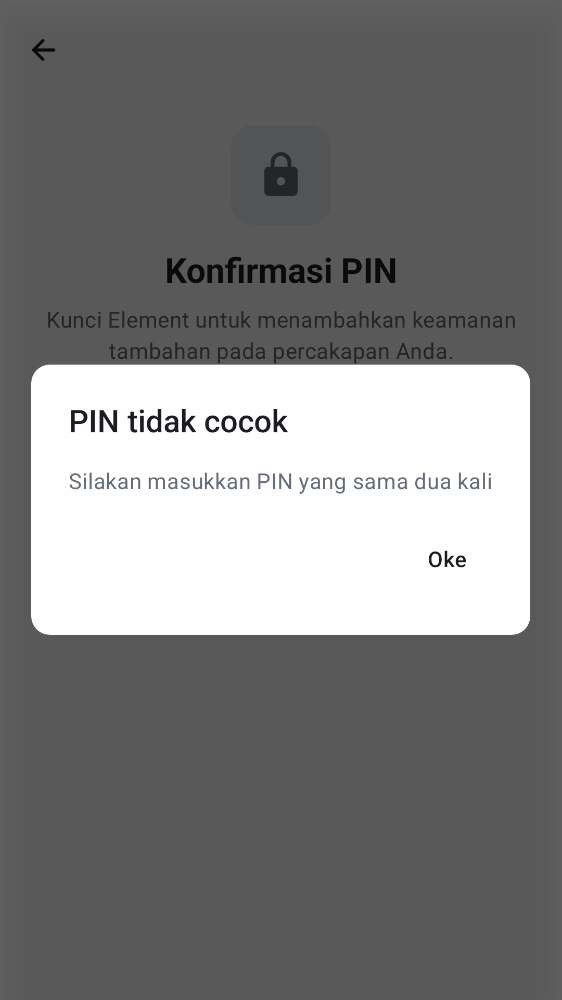 Konfirmasi PIN
Kunci Element untuk menambahkan keamanan
tambahan pada percakapan Anda.
PIN tidak cocok
Silakan masukkan PIN yang sama dua kali
Oke